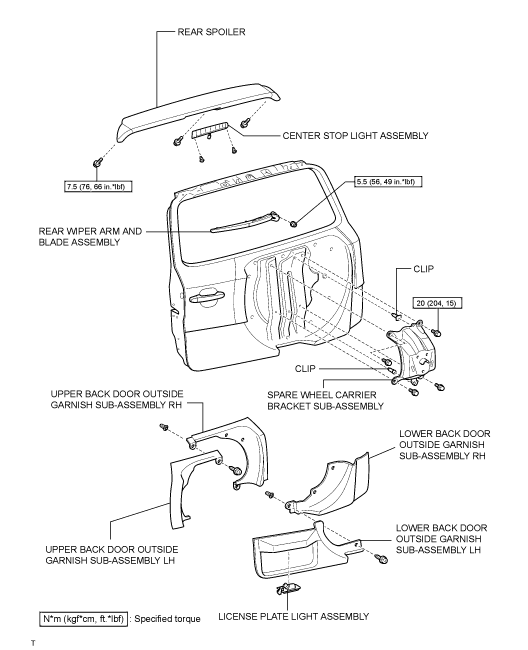 REAR SPOILER
CENTER STOP LIGHT ASSEMBLY
7.5 (76, 66 in.*lbf)
5.5 (56, 49 in.*lbf)
REAR WIPER ARM AND
BLADE ASSEMBLY
CLIP
20 (204, 15)
CLIP
SPARE WHEEL CARRIER
BRACKET SUB-ASSEMBLY
UPPER BACK DOOR OUTSIDE
GARNISH SUB-ASSEMBLY RH
LOWER BACK DOOR
OUTSIDE GARNISH
SUB-ASSEMBLY RH
LOWER BACK DOOR
OUTSIDE GARNISH
SUB-ASSEMBLY LH
UPPER BACK DOOR OUTSIDE
GARNISH SUB-ASSEMBLY LH
N*m (kgf*cm, ft.*lbf) : Specified torque
LICENSE PLATE LIGHT ASSEMBLY
T